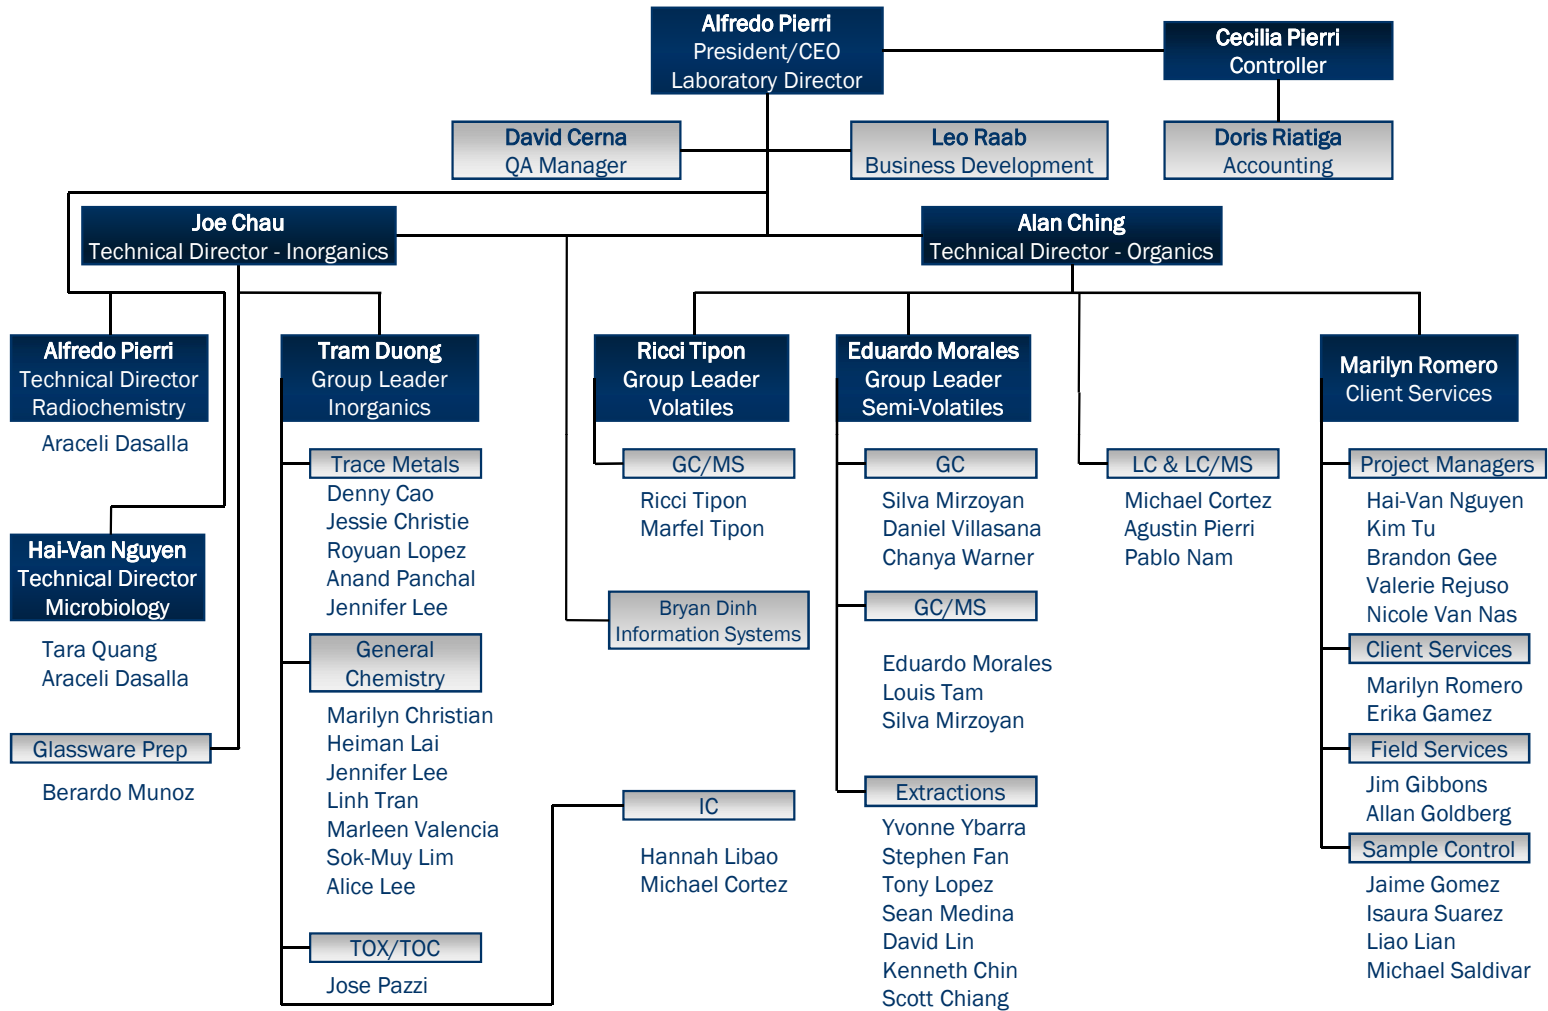 Alfredo Pierri
President/CEO
Laboratory Director
Cecilia Pierri
Controller
David Cerna
QA Manager
Leo Raab
Business Development
Doris Riatiga
Accounting
Joe Chau
Technical Director - Inorganics
Alan Ching
Technical Director - Organics
Alfredo Pierri
Technical Director
Radiochemistry
Araceli Dasalla
Hai-Van Nguyen
Technical Director
Microbiology
Tara Quang
Araceli Dasalla
Glassware Prep
Berardo Munoz
Tram Duong
Group Leader
Inorganics
Trace Metals
Denny Cao
Jessie Christie
Royuan Lopez
Anand Panchal
Jennifer Lee
General
Chemistry
Marilyn Christian
Heiman Lai
Jennifer Lee
Linh Tran
Marleen Valencia
Sok-Muy Lim
Alice Lee
TOX/TOC
Jose Pazzi
Ricci Tipon
Group Leader
Volatiles
GC/MS
Ricci Tipon
Marfel Tipon
Bryan Dinh
Information Systems
IC
Hannah Libao
Michael Cortez
Eduardo Morales
Group Leader
Semi-Volatiles
GC
Silva Mirzoyan
Daniel Villasana
Chanya Warner
GC/MS
Eduardo Morales
Louis Tam
Silva Mirzoyan
Extractions
Yvonne Ybarra
Stephen Fan
Tony Lopez
Sean Medina
David Lin
Kenneth Chin
Scott Chiang
LC & LC/MS
Michael Cortez
Agustin Pierri
Pablo Nam
Marilyn Romero
Client Services
Project Managers
Hai-Van Nguyen
Kim Tu
Brandon Gee
Valerie Rejuso
Nicole Van Nas
Client Services
Marilyn Romero
Erika Gamez
Field Services
Jim Gibbons
Allan Goldberg
Sample Control
Jaime Gomez
Isaura Suarez
Liao Lian
Michael Saldivar